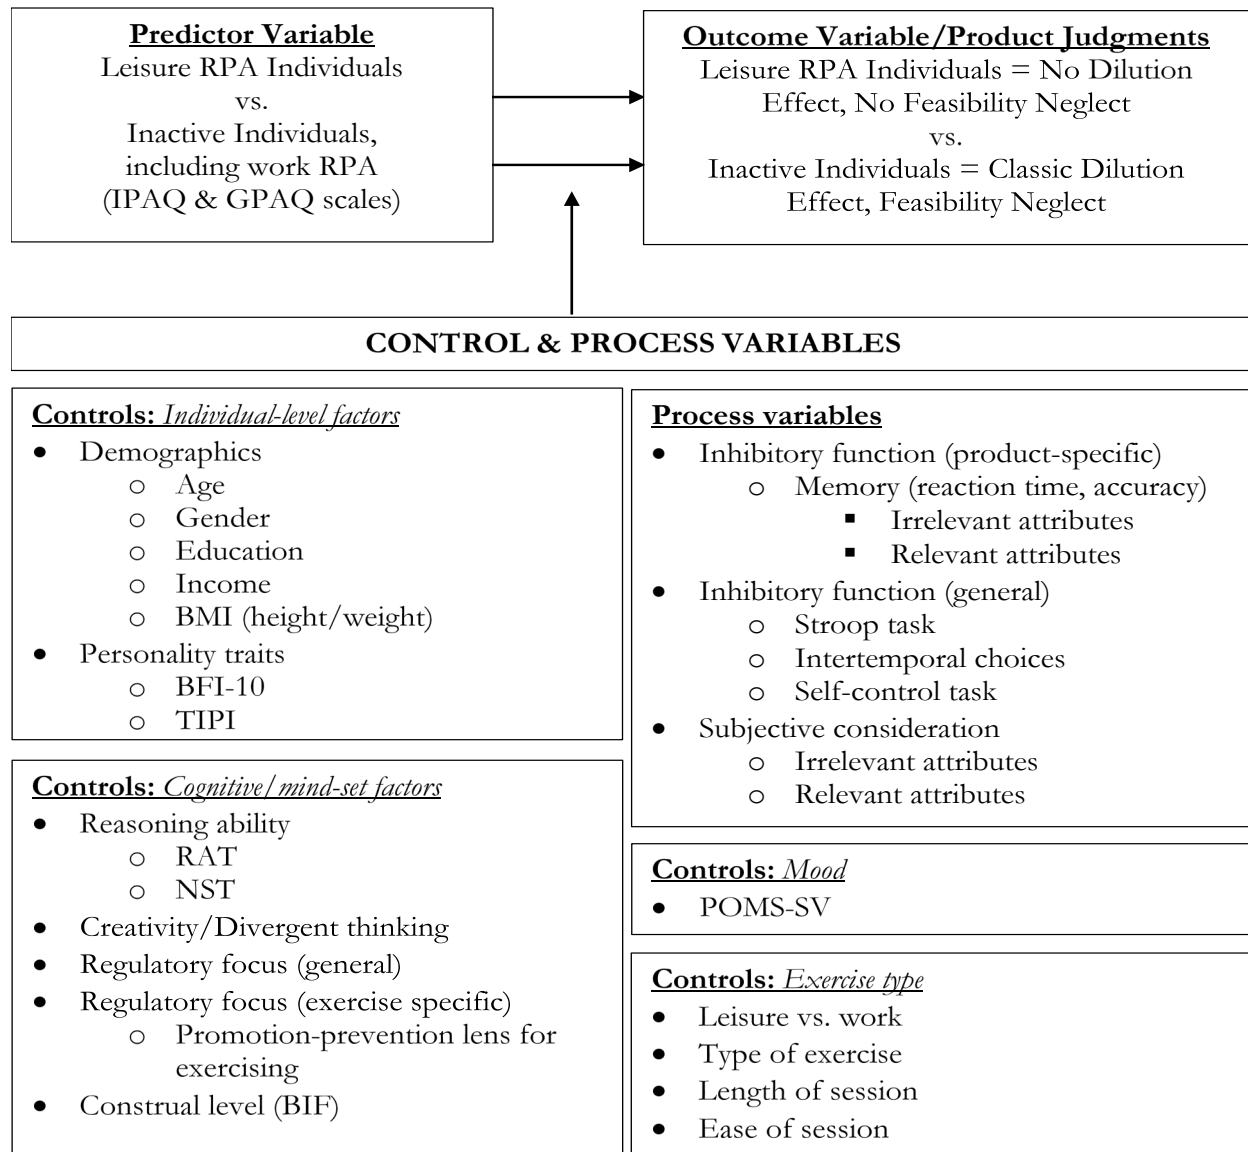 Predictor Variable
Leisure RPA Individuals
vs.
Inactive Individuals,
including work RPA
(IPAQ & GPAQ scales)
Outcome Variable/Product Judgments
Leisure RPA Individuals = No Dilution
Effect, No Feasibility Neglect
vs.
Inactive Individuals = Classic Dilution
Effect, Feasibility Neglect
CONTROL & PROCESS VARIABLES
Controls: Individual-level factors
● Demographics
○ Age
○ Gender
○ Education
○ Income
○ BMI (height/weight)
● Personality traits
○ BFI-10
○ TIPI
Controls: Cognitive/mind-set factors
● Reasoning ability
○ RAT
○ NST
● Creativity/Divergent thinking
● Regulatory focus (general)
● Regulatory focus (exercise specific)
○ Promotion-prevention lens for
exercising
● Construal level (BIF)
Process variables
● Inhibitory function (product-specific)
○ Memory (reaction time, accuracy)
▪ Irrelevant attributes
▪ Relevant attributes
● Inhibitory function (general)
○ Stroop task
○ Intertemporal choices
○ Self-control task
● Subjective consideration
○ Irrelevant attributes
○ Relevant attributes
Controls: Mood
● POMS-SV
Controls: Exercise type
● Leisure vs. work
● Type of exercise
● Length of session
● Ease of session